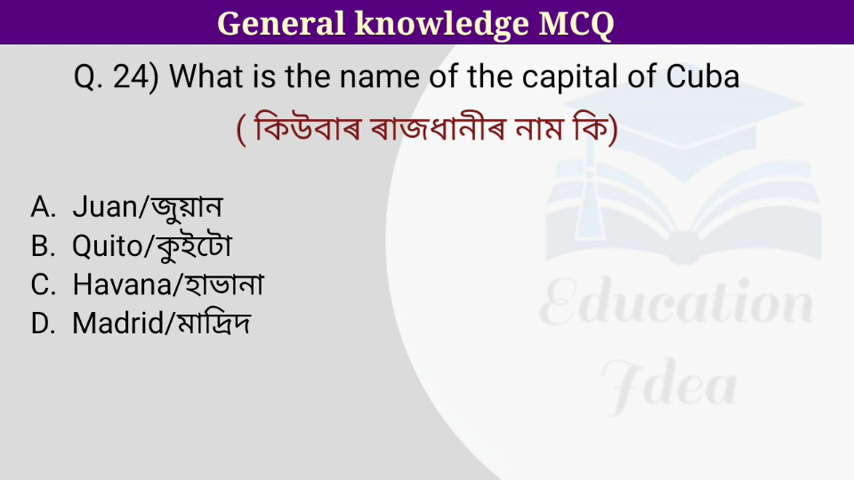 General knowledge MCQ
Q. 24) What is the name of the capital of Cuba
( কিউবাৰ ৰাজধানীৰ নাম কি)
A. Juan/জুয়ান
B. Quito/কুইটো
C. Havana/হাভানা
D. Madrid/মাদ্ৰিদ
Education
Idea